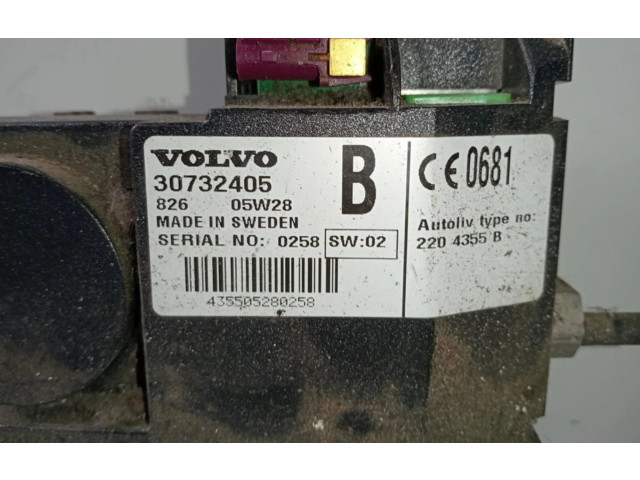 VOLVO
30732405
826 05W28
MADE IN SWEDEN
SERIAL NO: 0258 SW:02
435505280258
B
CE 0681
Autoliv type no:
220 4355 B